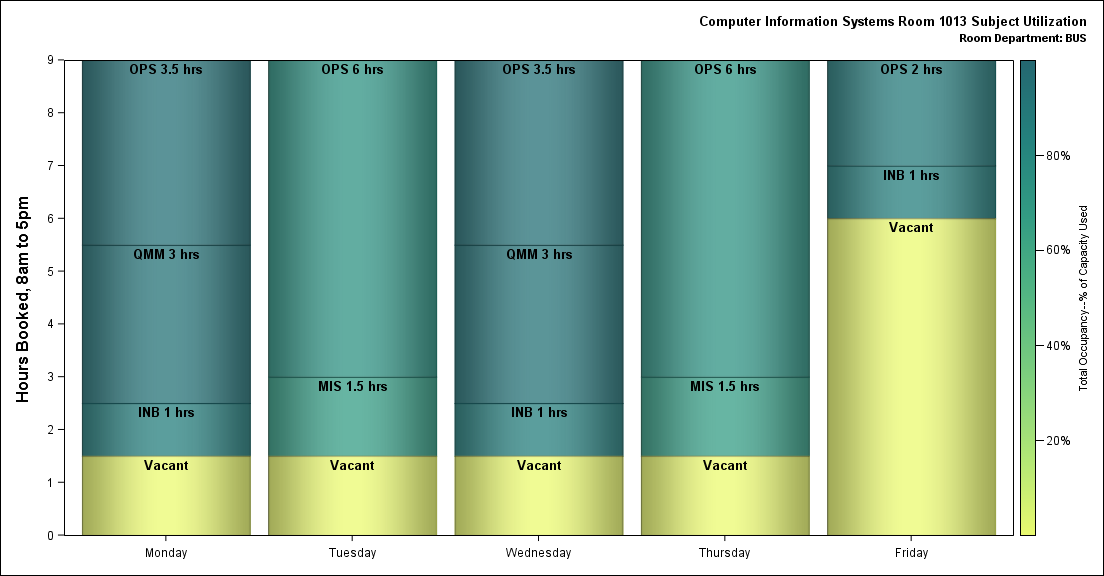 Computer Information Systems Room 1013 Subject Utilization
Room Department: BUS
Hours Booked, 8am to 5pm
9
8
7
6
5
4
3
2
1
0
OPS 3.5 hrs
QMM 3 hrs
INB 1 hrs
Vacant
OPS 6 hrs
MIS 1.5 hrs
Vacant
OPS 3.5 hrs
QMM 3 hrs
INB 1 hrs
Vacant
OPS 6 hrs
MIS 1.5 hrs
Vacant
OPS 2 hrs
INB 1 hrs
Vacant
Monday
Tuesday
Wednesday
Thursday
Friday
80%
60%
40%
20%
Total Occupancy--% of Capacity Used